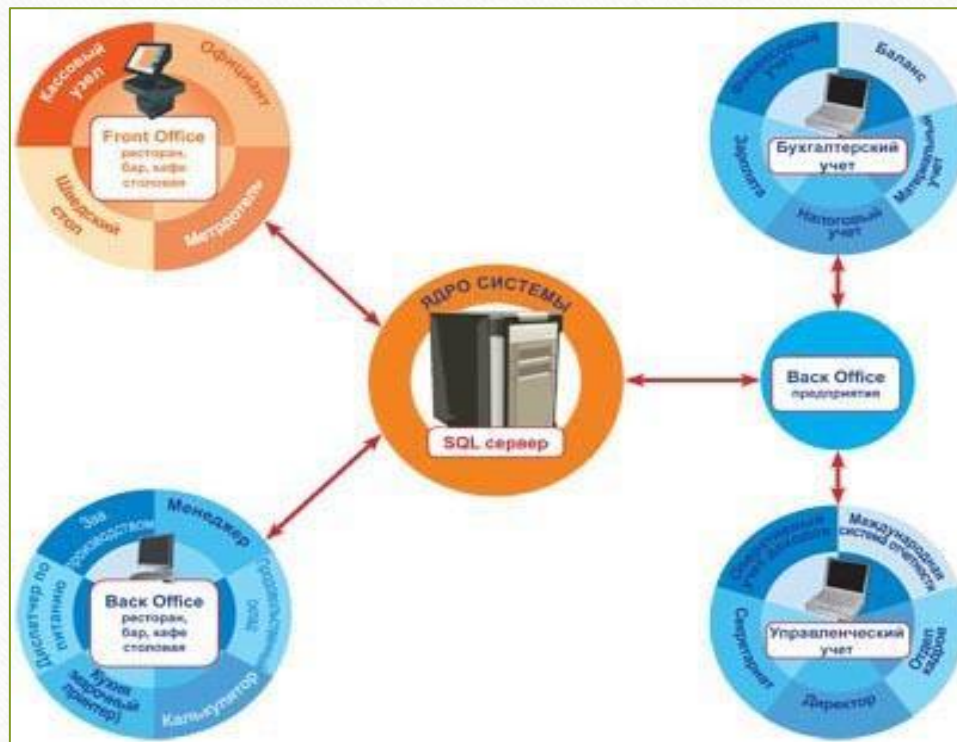 Кассовый
узел
Официант
Front Office
ресторан,
бар, кафе
столовая
Шведский
стол
Метрдотель
Финансовый
учет
Баланс
Бухгалтерский
учет
Зарплата
Материальный
учет
Налоговый
учет
ЯДРО СИСТЕМЫ
SQL сервер
Back Office
предприятия
Зав
производством
Менеджер
Диспетчер по
питанию
Back Office
ресторан,
бар, кафе
столовая
Кухня
марочный
принтер)
Калькулятор
Международная
система отчетности
Управленческий
учет
Секретариат
Отдел
кадров
Директор